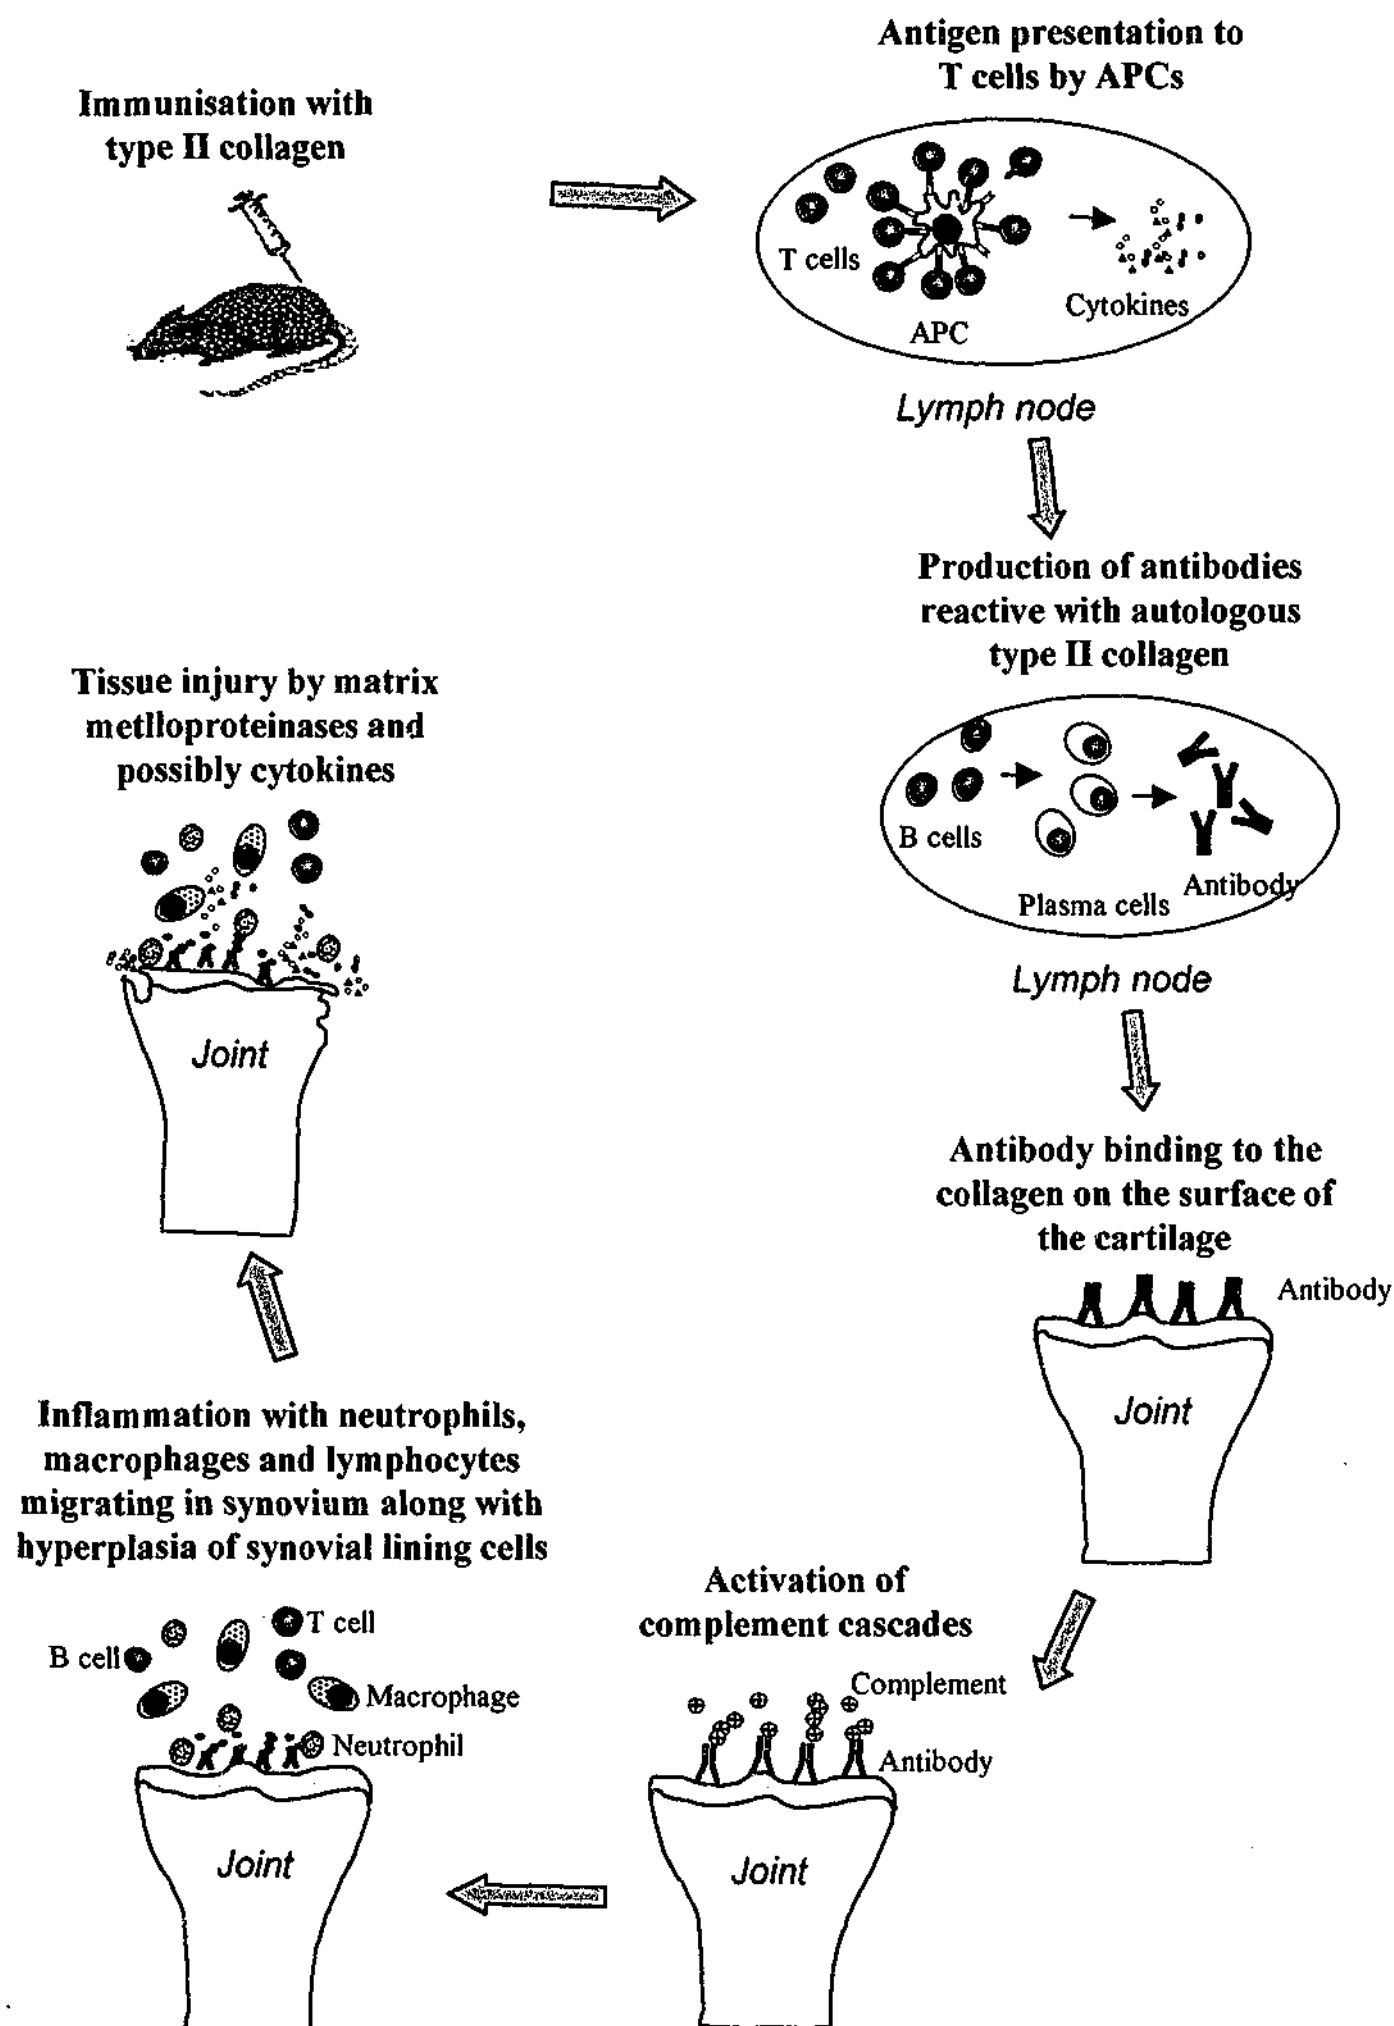 Immunisation with
type II collagen
Antigen presentation to
T cells by APCs
T cells
APC
Cytokines
Lymph node
Production of antibodies
reactive with autologous
type II collagen
B cells
Plasma cells
Antibody
Lymph node
Antibody binding to the
collagen on the surface of
the cartilage
Antibody
Joint
Activation of
complement cascades
Complement
Antibody
Joint
Inflammation with neutrophils,
macrophages and lymphocytes
migrating in synovium along with
hyperplasia of synovial lining cells
T cell
B cell
Macrophage
Neutrophil
Joint
Tissue injury by matrix
metlloproteinases and
possibly cytokines
Joint